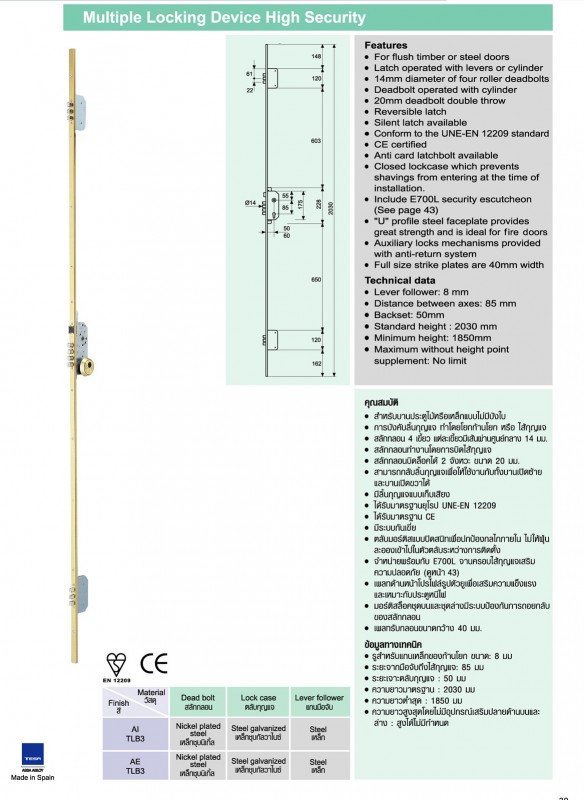 Multiple Locking Device High Security
148
61
120
22
603
55
Ø14
85
175
228
2030
50
60
650
120
162
Features
• For flush timber or steel doors
• Latch operated with levers or cylinder
• 14mm diameter of four roller deadbolts
• Deadbolt operated with cylinder
• 20mm deadbolt double throw
• Reversible latch
• Silent latch available
• Conform to the UNE-EN 12209 standard
• CE certified
• Anti card latchbolt available
• Closed lockcase which prevents
shavings from entering at the time of
installation.
• Include E700L security escutcheon
(See page 43)
• "U" profile steel faceplate provides
great strength and is ideal for fire doors
• Auxiliary locks mechanisms provided
with anti-return system
• Full size strike plates are 40mm width
Technical data
• Lever follower: 8 mm
• Distance between axes: 85 mm
• Backset: 50mm
• Standard height : 2030 mm
• Minimum height: 1850mm
• Maximum without height point
supplement: No limit
คุณสมบัติ
• สำหรับบานประตูไม้หรือเหล็กแบบไม่มีบังใบ
• การบังคับลิ้นกุญแจ ทำโดยโยกก้านโยก หรือ ไส้กุญแจ
• สลักกลอน 4 เขี้ยว แต่ละเขี้ยวมีเส้นผ่านศูนย์กลาง 14 มม.
• สลักกลอนทำงานโดยการบิดไส้กุญแจ
• สลักกลอนบิดล็อคได้ 2 จังหวะ ขนาด 20 มม.
• สามารถกลับลิ้นกุญแจเพื่อให้ใช้งานกับทั้งบานเปิดซ้าย
และบานเปิดขวาได้
• มีลิ้นกุญแจแบบเก็บเสียง
• ได้รับมาตรฐานยุโรป UNE-EN 12209
• ได้รับมาตรฐาน CE
• มีระบบกันเขี่ย
• ตลับมอร์ติสแบบปิดสนิทเพื่อปกป้องกลไกภายใน ไม่ให้ฝุ่น
ละอองเข้าไปในตัวตลับระหว่างการติดตั้ง
• จำหน่ายพร้อมกับ E700L จานครอบไส้กุญแจเสริม
ความปลอดภัย (ดูหน้า 43)
• เพลทด้านหน้าโปรไฟล์รูปตัวยูเพื่อเสริมความแข็งแรง
และเหมาะกับประตูหนีไฟ
• มอร์ติสล็อคชุดบนและชุดล่างมีระบบป้องกันการถอยกลับ
ของสลักกลอน
• เพลทรับกลอนขนาดกว้าง 40 มม.
ข้อมูลทางเทคนิค
• รูสำหรับแกนเหล็กของก้านโยก ขนาด: 8 มม
• ระยะจากมือจับถึงไส้กุญแจ: 85 มม
• ระยะเจาะตลับกุญแจ : 50 มม
• ความยาวมาตรฐาน : 2030 มม
• ความยาวต่ำสุด : 1850 มม
• ความยาวสูงสุดโดยไม่มีอุปกรณ์เสริมปลายด้านบนและ
ล่าง : สูงได้ไม่มีกำหนด
EN 12209
CE
Material
วัสดุ
Finish
สี
Dead bolt
สลักกลอน
Lock case
ตลับกุญแจ
Lever follower
แกนมือจับ
AI
TLB3
Nickel plated
steel
เหล็กชุบนิเกิ้ล
Steel galvanized
เหล็กชุบกัลวาไนซ์
Steel
เหล็ก
AE
TLB3
Nickel plated
steel
เหล็กชุบนิเกิ้ล
Steel galvanized
เหล็กชุบกัลวาไนซ์
Steel
เหล็ก
TESA
ASSA ABLOY
Made in Spain